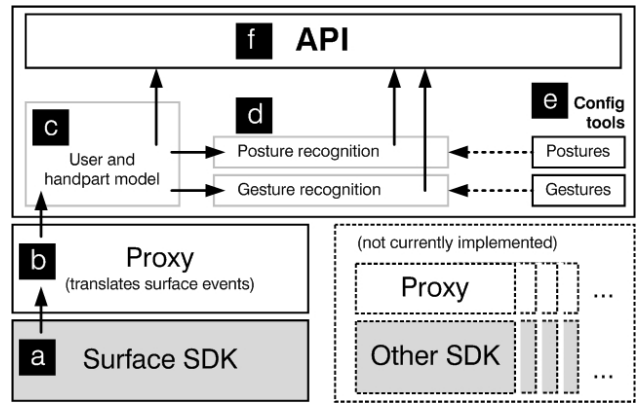 f API
e Config
tools
c
d
User and
handpart model
Posture recognition
Postures
Gesture recognition
Gestures
b Proxy
(translates surface events)
a Surface SDK
(not currently implemented)
Proxy
...
Other SDK
...